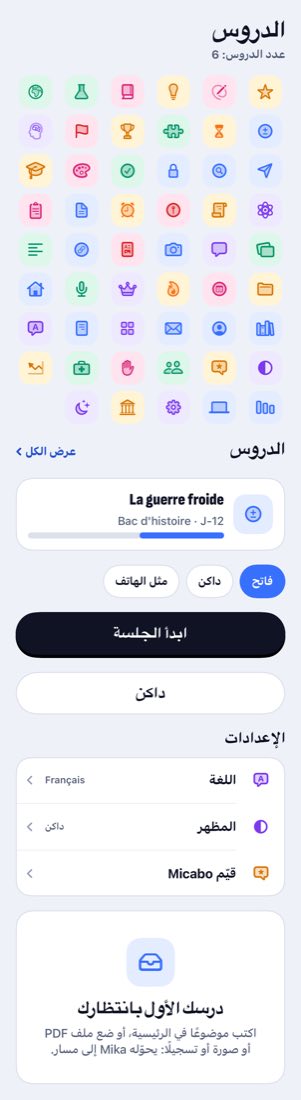 الدروس
عدد الدروس: 6
الدروس
عرض الكل
La guerre froide
Bac d'histoire · J-12
فاتح
داكن
مثل الهاتف
ابدأ الجلسة
داكن
الإعدادات
اللغة
Français
المظهر
داكن
قيّم Micabo
درسك الأول بانتظارك
اكتب موضوعًا في الرئيسية، أو ضع ملف PDF
أو صورة أو تسجيلًا: يحوّله Mika إلى مسار.